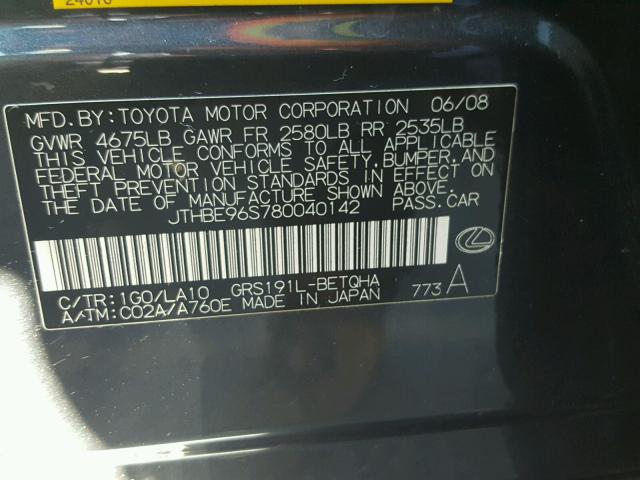 MFD.BY:TOYOTA MOTOR CORPORATION 06/08
GVWR 4675LB GAWR FR 2580LB RR 2535LB
THIS VEHICLE CONFORMS TO ALL APPLICABLE
FEDERAL MOTOR VEHICLE SAFETY,BUMPER,AND
THEFT PREVENTION STANDARDS IN EFFECT ON
THE DATE OF MANUFACTURE SHOWN ABOVE.
JTHBE96S780040142 PASS.CAR
C/TR:1G0/LA10 GRS191L-BETQHA
A/TM:C02A/A760E MADE IN JAPAN 773 A